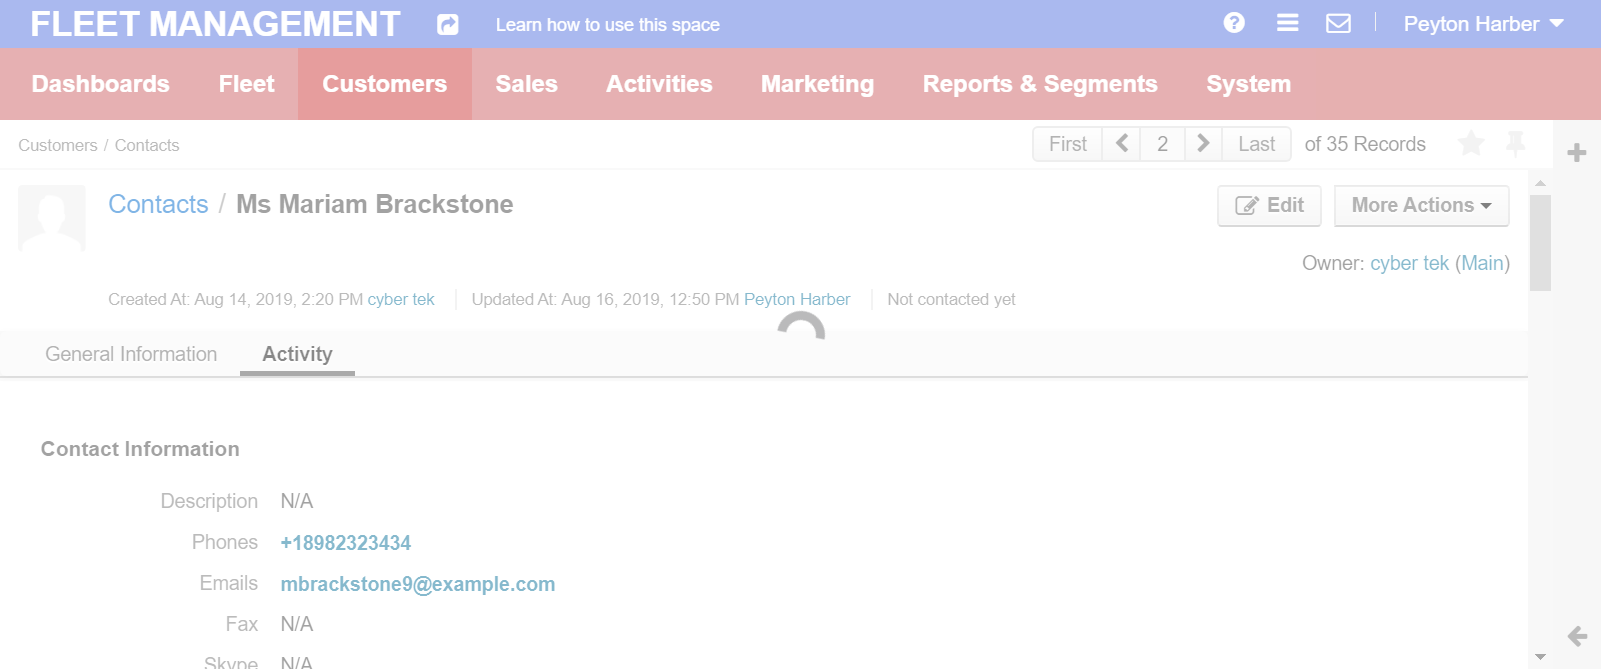 FLEET MANAGEMENT Learn how to use this space Peyton Harber
Dashboards Fleet Customers Sales Activities Marketing Reports & Segments System
Customers / Contacts First 2 Last of 35 Records
Contacts / Ms Mariam Brackstone Edit More Actions
Owner: cyber tek (Main)
Created At: Aug 14, 2019, 2:20 PM cyber tek Updated At: Aug 16, 2019, 12:50 PM Peyton Harber Not contacted yet
General Information Activity
Contact Information
Description N/A
Phones +18982323434
Emails mbrackstone9@example.com
Fax N/A
Skype N/A